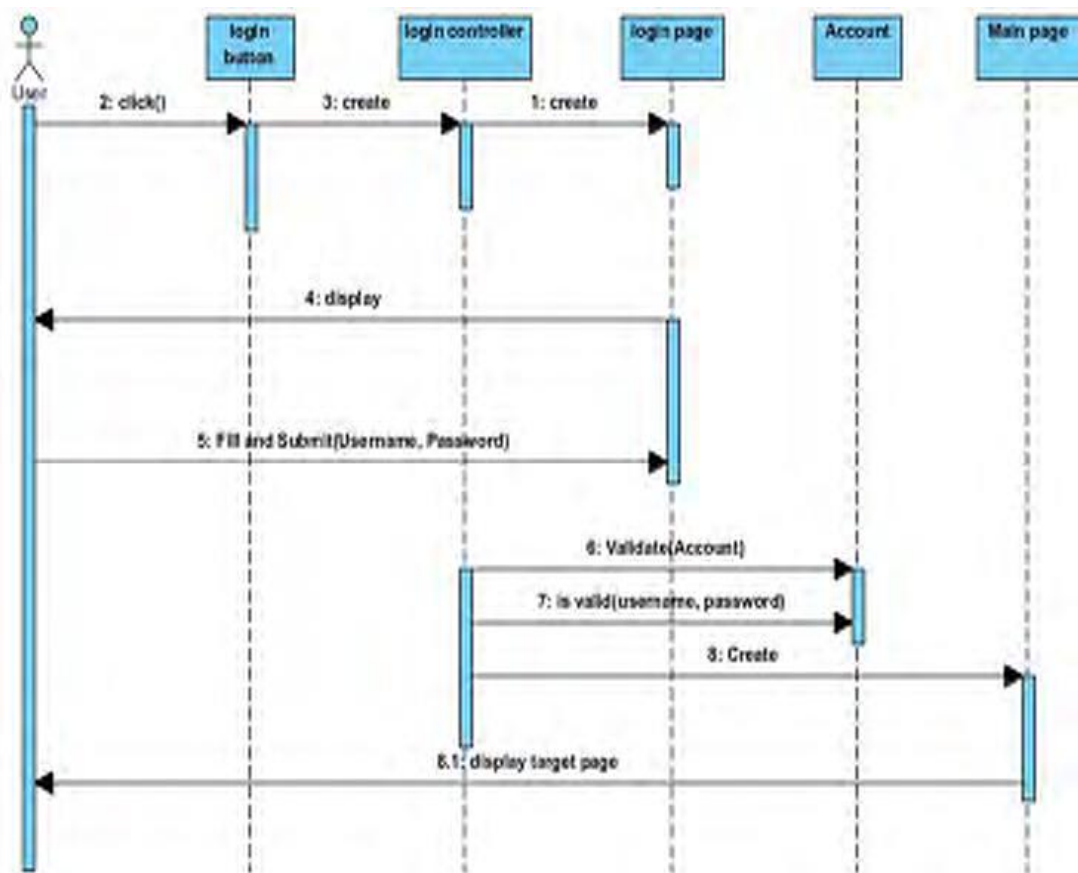 login
button
login controller
login page
Account
Main page
User
2: click()
3: create
1: create
4: display
5: Fill and Submit(Username, Password)
6: Validate(Account)
7: is valid(username, password)
8: Create
8.1: display target page